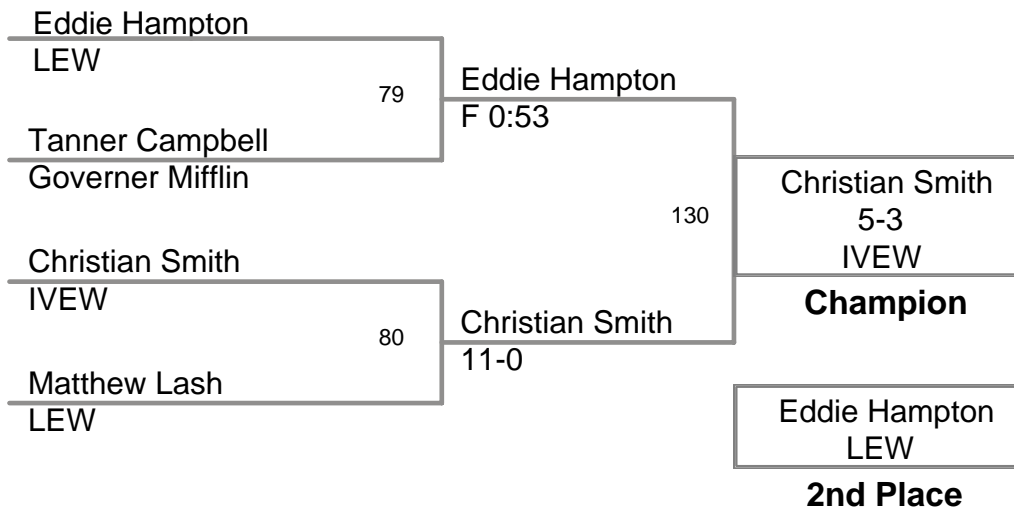 Eddie Hampton
LEW
79
Tanner Campbell
Governer Mifflin
Eddie Hampton
F 0:53
Christian Smith
IVEW
80
Matthew Lash
LEW
Christian Smith
11-0
130
Christian Smith
5-3
IVEW
Champion
Eddie Hampton
LEW
2nd Place